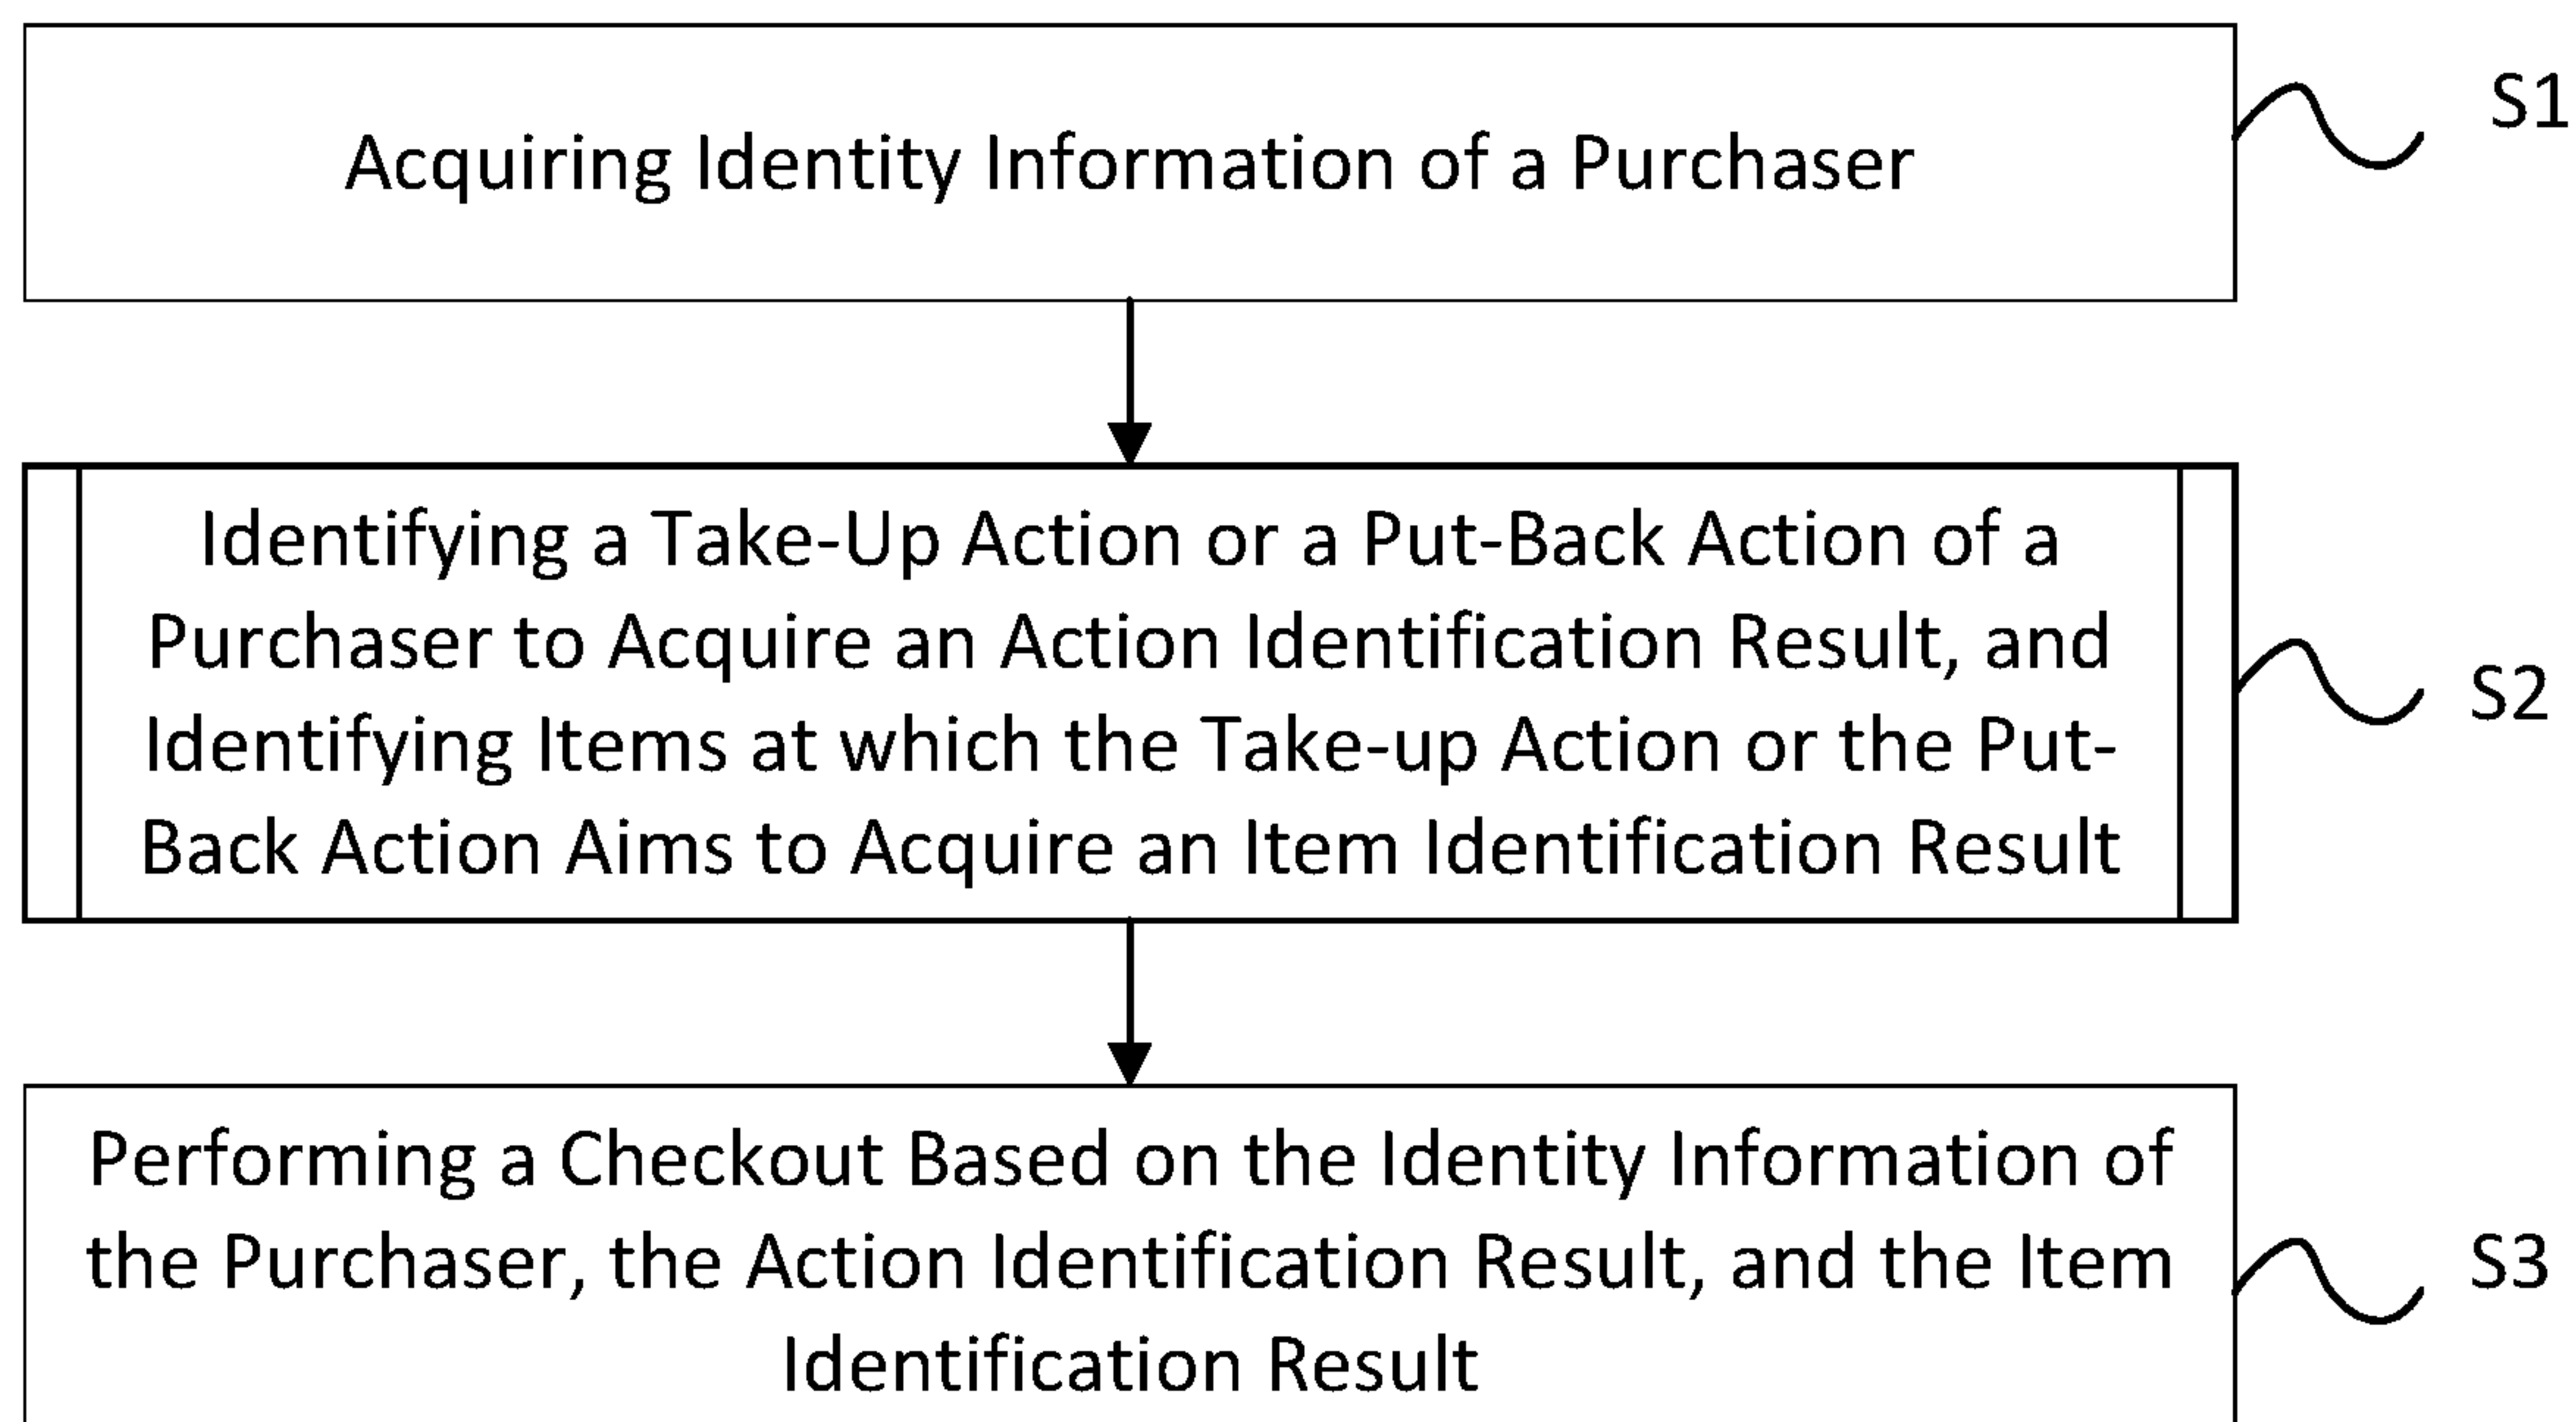 Acquiring Identity Information of a Purchaser
S1
Identifying a Take-Up Action or a Put-Back Action of a
Purchaser to Acquire an Action Identification Result, and
Identifying Items at which the Take-up Action or the Put-
Back Action Aims to Acquire an Item Identification Result
S2
Performing a Checkout Based on the Identity Information of
the Purchaser, the Action Identification Result, and the Item
Identification Result
S3